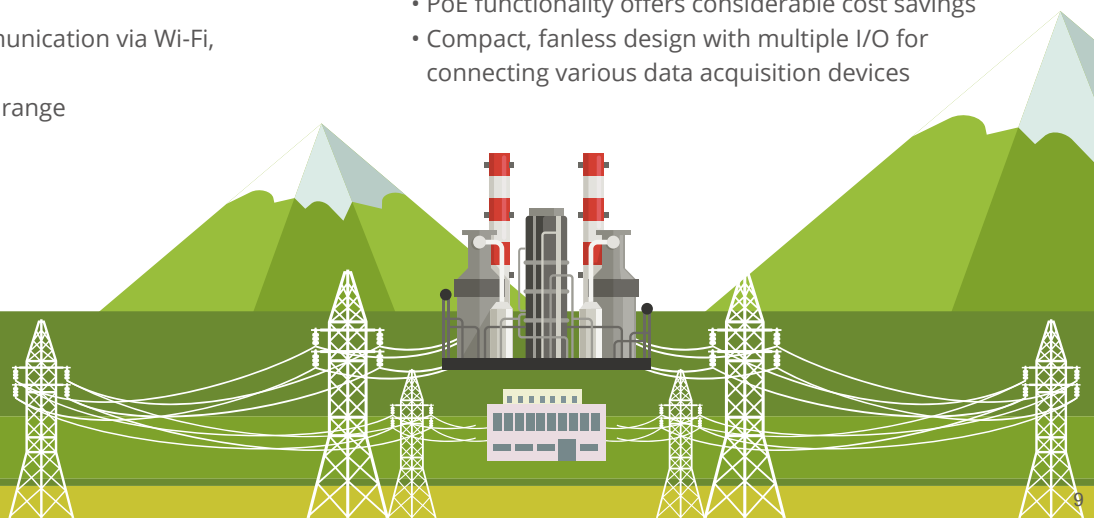 munication via Wi-Fi,
range
• PoE functionality offers considerable cost savings
• Compact, fanless design with multiple I/O for
connecting various data acquisition devices
9